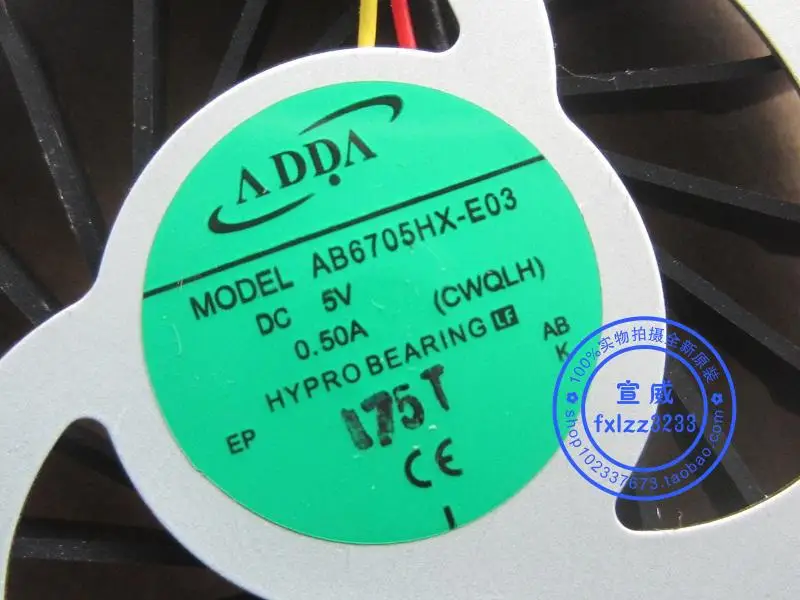 ADDA
MODEL AB6705HX-E03
DC 5V (CWQLH)
0.50A
HYPRO BEARING LF AB
K
EP 175T
CE
100%实物拍摄全新原装
宣威
fxlzz3233
shop102337673.taobao.com